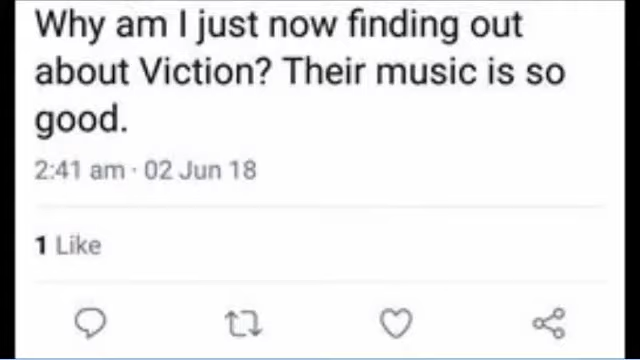 Why am I just now finding out
about Viction? Their music is so
good.
2:41 am · 02 Jun 18
1 Like